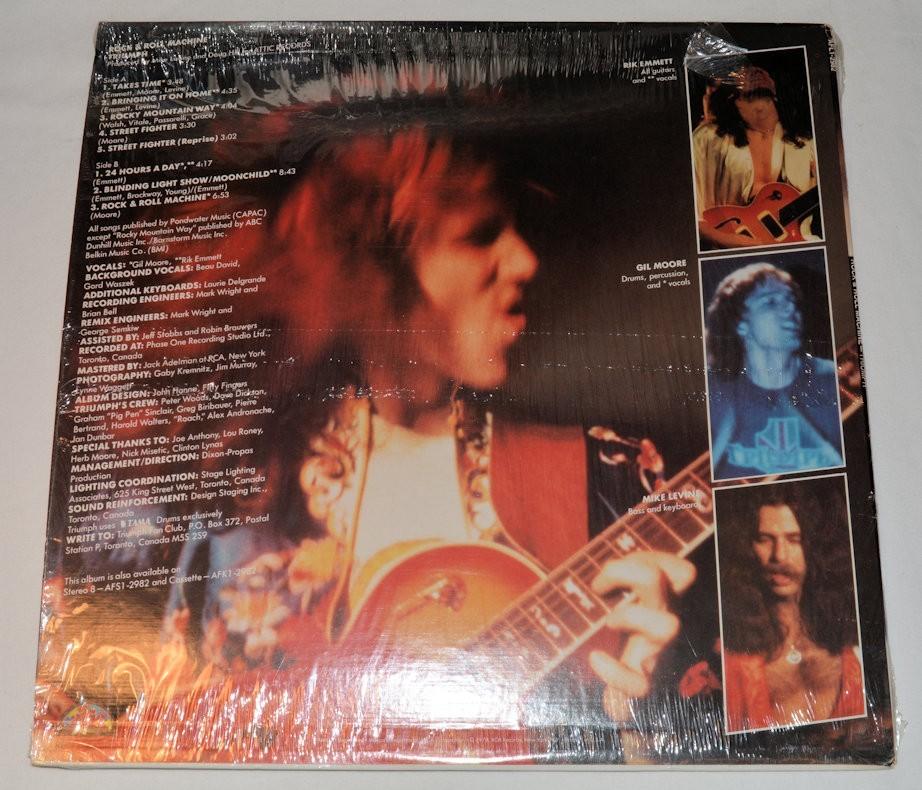 ROCK & ROLL MACHINE
TRIUMPH
ATTIC RECORDS
Side A
1. TAKES TIME* 3:48
(Emmett, Moore, Levine)
2. BRINGING IT ON HOME** 4:35
(Emmett, Levine)
3. ROCKY MOUNTAIN WAY* 4:04
(Walsh, Vitale, Passarelli, Grace)
4. STREET FIGHTER 3:30
(Moore)
5. STREET FIGHTER (Reprise) 3:02
Side B
1. 24 HOURS A DAY*,** 4:17
(Emmett)
2. BLINDING LIGHT SHOW/MOONCHILD** 8:43
(Emmett, Brockway, Young)/(Emmett)
3. ROCK & ROLL MACHINE* 6:53
(Moore)
All songs published by Pondwater Music (CAPAC)
except "Rocky Mountain Way" published by ABC
Dunhill Music Inc./Barnstorm Music Inc.
Belkin Music Co. (BMI)
VOCALS: *Gil Moore, **Rik Emmett
BACKGROUND VOCALS: Beau David,
Gord Waszek
ADDITIONAL KEYBOARDS: Laurie Delgrande
RECORDING ENGINEERS: Mark Wright and
Brian Bell
REMIX ENGINEERS: Mark Wright and
George Semkiw
ASSISTED BY: Jeff Stobbs and Robin Brouwers
RECORDED AT: Phase One Recording Studio Ltd.,
Toronto, Canada
MASTERED BY: Jack Adelman at RCA, New York
PHOTOGRAPHY: Gaby Kremnitz, Jim Murray,
Lynne Waggett
ALBUM DESIGN: John Hanne, Fifty Fingers
TRIUMPH'S CREW: Peter Woods, Dave Dickson,
Graham "Pig Pen" Sinclair, Greg Biribauer, Pierre
Bertrand, Harold Walters, "Roach," Alex Andronache,
Jan Dunbar
SPECIAL THANKS TO: Joe Anthony, Lou Roney,
Herb Moore, Nick Misefic, Clinton Lynas
MANAGEMENT/DIRECTION: Dixon-Propas
Production
LIGHTING COORDINATION: Stage Lighting
Associates, 625 King Street West, Toronto, Canada
SOUND REINFORCEMENT: Design Staging Inc.,
Toronto, Canada
Triumph uses TAMA Drums exclusively
WRITE TO: Triumph Fan Club, P.O. Box 372, Postal
Station P, Toronto, Canada M5S 2S9
This album is also available on
Stereo 8—AFS1-2982 and Cassette—AFK1-2982
RIK EMMETT
All guitars
and ** vocals
GIL MOORE
Drums, percussion,
and * vocals
TRIUMPH
MIKE LEVINE
Bass and keyboards